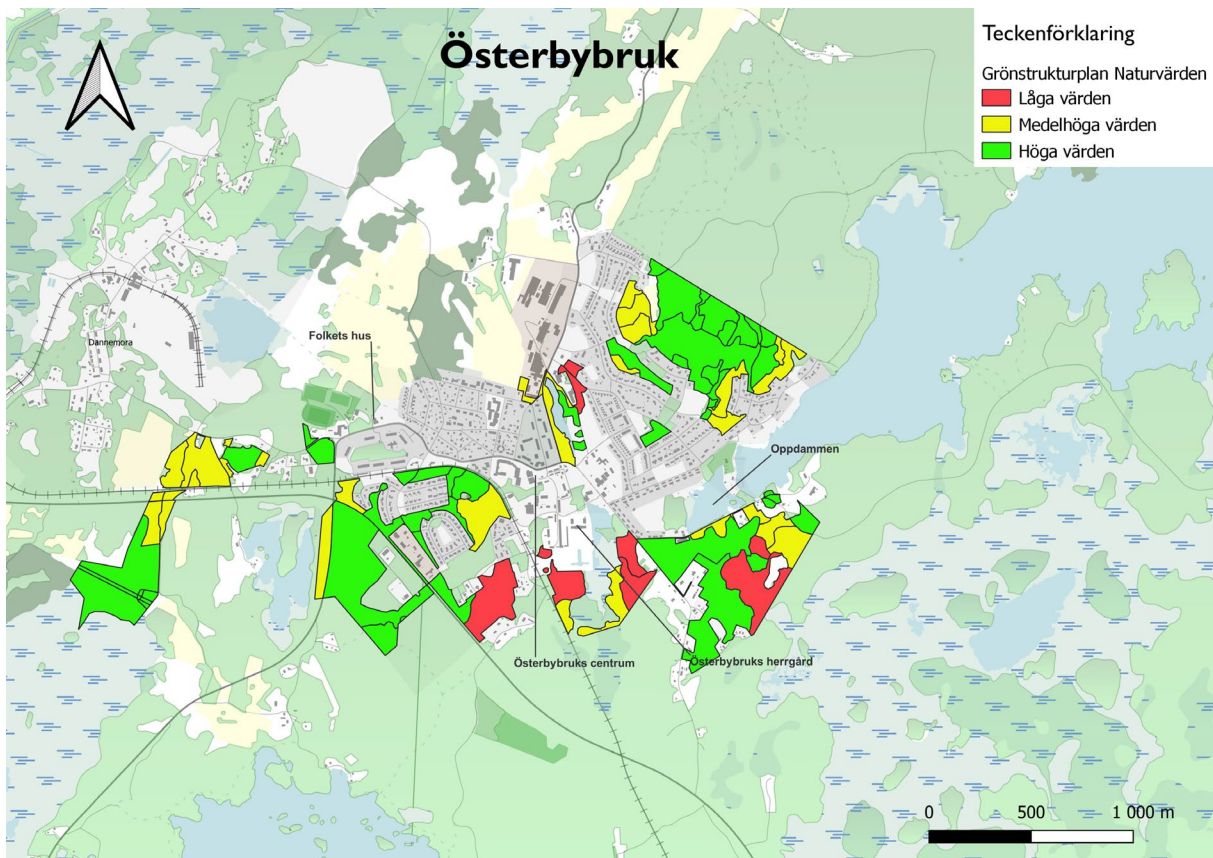 Österbybruk
Teckenförklaring
Grönstrukturplan Naturvärden
Låga värden
Medelhöga värden
Höga värden
Folkets hus
Dannemora
Oppdammen
Österbybruks centrum
Österbybruks herrgård
0 500 1 000 m